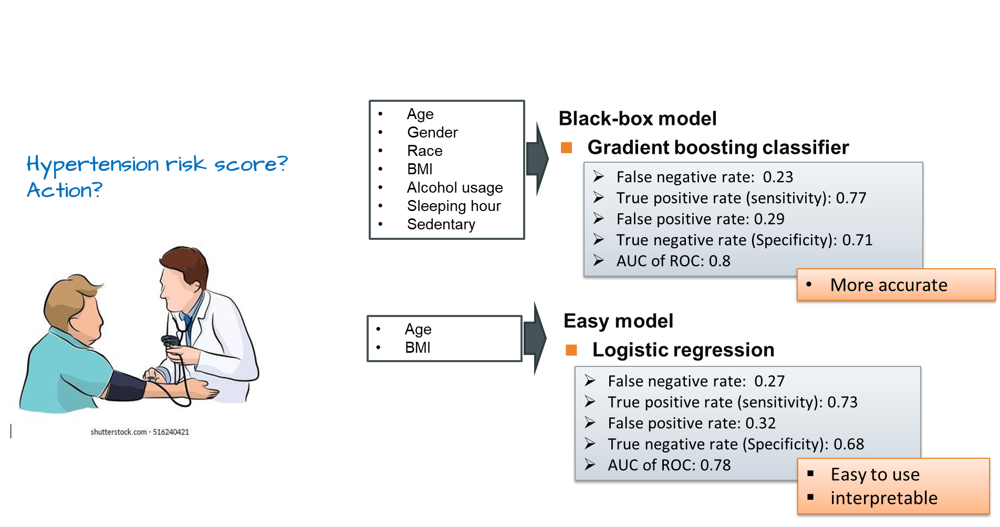 Hypertension risk score?
Action?
shutterstock.com · 516240421
• Age
• Gender
• Race
• BMI
• Alcohol usage
• Sleeping hour
• Sedentary
Black-box model
■ Gradient boosting classifier
➢ False negative rate:  0.23
➢ True positive rate (sensitivity): 0.77
➢ False positive rate: 0.29
➢ True negative rate (Specificity): 0.71
➢ AUC of ROC: 0.8
• More accurate
• Age
• BMI
Easy model
■ Logistic regression
➢ False negative rate:  0.27
➢ True positive rate (sensitivity): 0.73
➢ False positive rate: 0.32
➢ True negative rate (Specificity): 0.68
➢ AUC of ROC: 0.78
▪ Easy to use
▪ interpretable